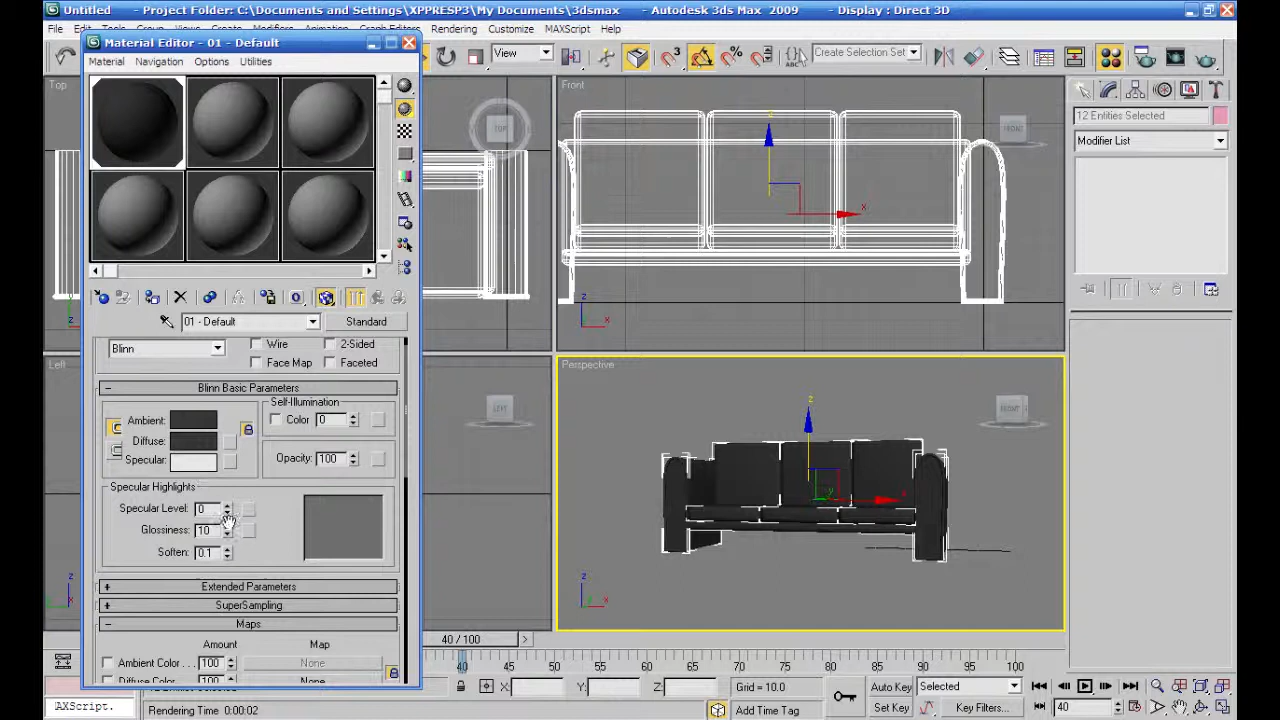 Untitled - Project Folder: C:\Documents and Settings\XPPRESP3\My Documents\3dsmax - Autodesk 3ds Max 2009 - Display : Direct 3D
Customize MAXScript Help
View
Create Selection Set
Material Editor - 01 - Default
Material Navigation Options Utilities
Top
TOP
Front
FRONT
12 Entities Selected
Modifier List
01 - Default
Standard
Blinn
Wire
2-Sided
Face Map
Faceted
Blinn Basic Parameters
Ambient:
Diffuse:
Specular:
Self-Illumination
Color 0
Opacity: 100
Specular Highlights
Specular Level: 0
Glossiness: 10
Soften: 0.1
Extended Parameters
SuperSampling
Maps
Amount
Map
Ambient Color . . . 100
None
Left
LEFT
Perspective
FRONT
40 / 100
45 50 55 60 65 70 75 80 85 90 95 100
X:
Y:
Z:
Grid = 10.0
Auto Key
Selected
AXScript.
Rendering Time 0:00:02
Add Time Tag
Set Key
Key Filters...
40